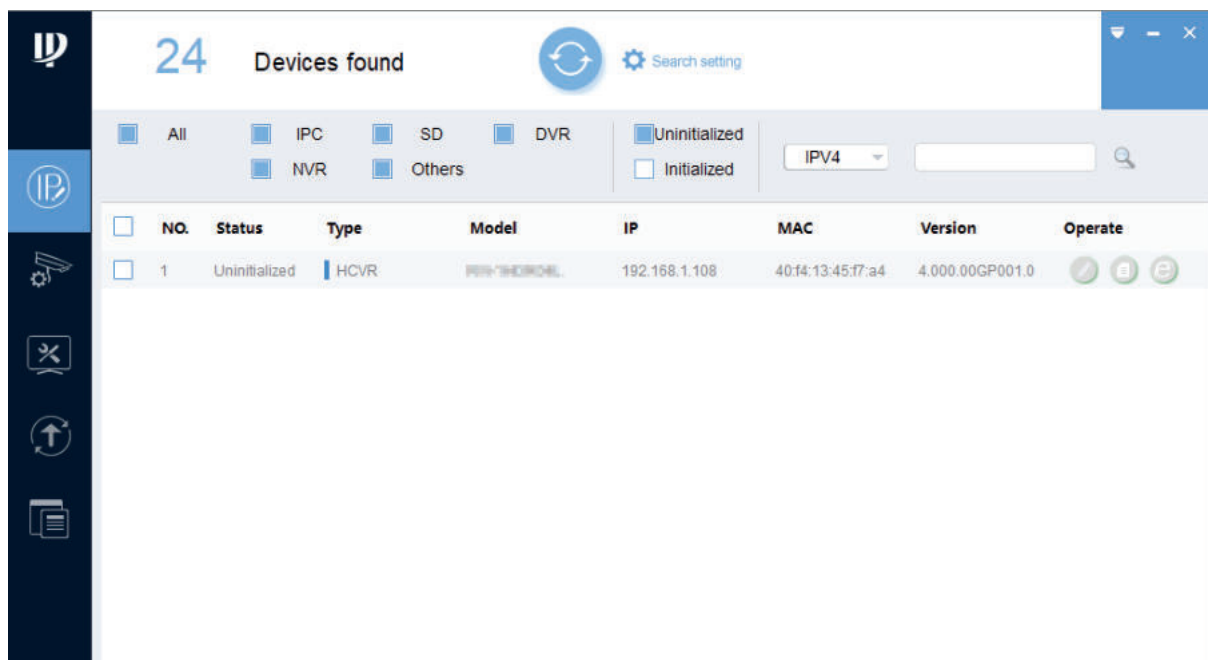 24 Devices found Search setting
All IPC SD DVR Uninitialized
NVR Others Initialized
IPV4
NO. Status Type Model IP MAC Version Operate
1 Uninitialized HCVR 192.168.1.108 40:f4:13:45:f7:a4 4.000.00GP001.0